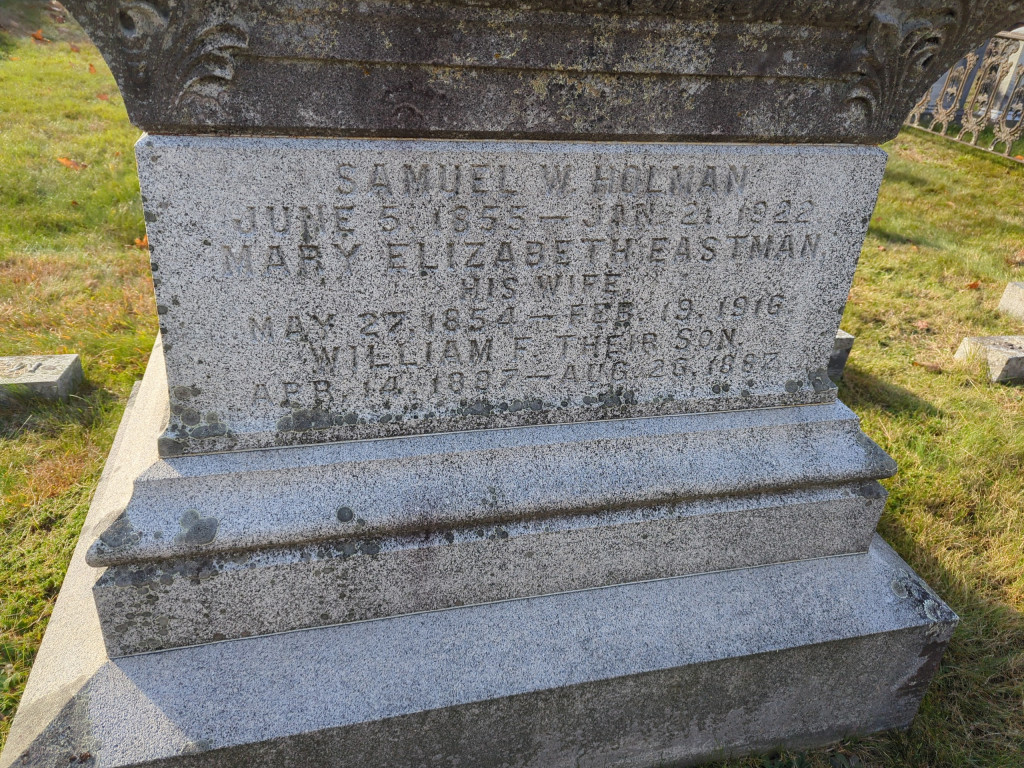 SAMUEL W. HOLMAN
JUNE 5, 1855 — JAN. 21, 1922
MARY ELIZABETH EASTMAN,
HIS WIFE,
MAY 27, 1854 — FEB. 19, 1916.
WILLIAM F. THEIR SON,
APR. 14, 1887 — AUG. 26, 1887.